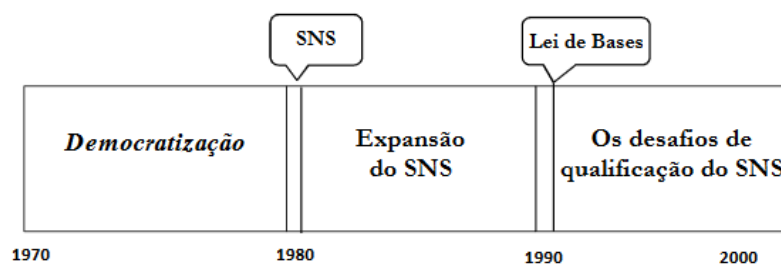 SNS
Lei de Bases
Democratização
Expansão
do SNS
Os desafios de
qualificação do SNS
1970
1980
1990
2000